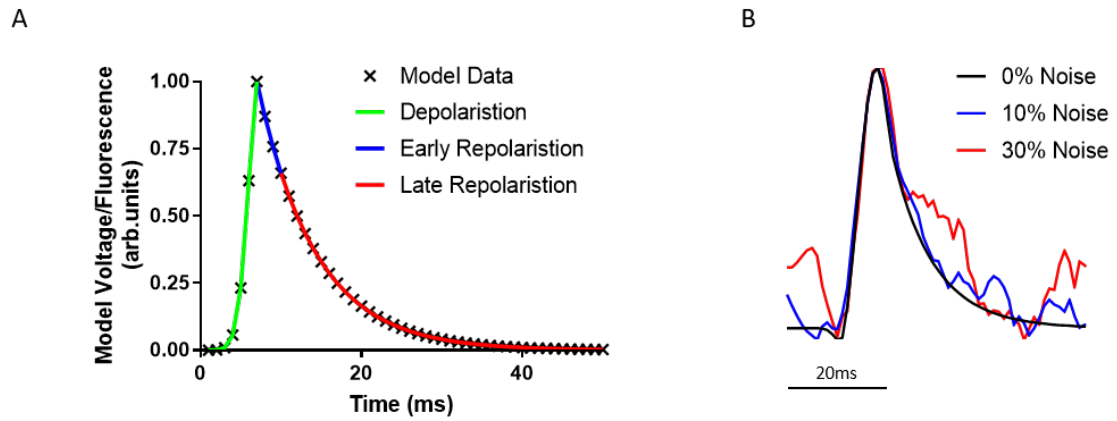 A
B
Model Voltage/Fluorescence
(arb.units)
1.00
0.75
0.50
0.25
0.00
0
20
40
Time (ms)
Model Data
Depolaristion
Early Repolaristion
Late Repolaristion
0% Noise
10% Noise
30% Noise
20ms